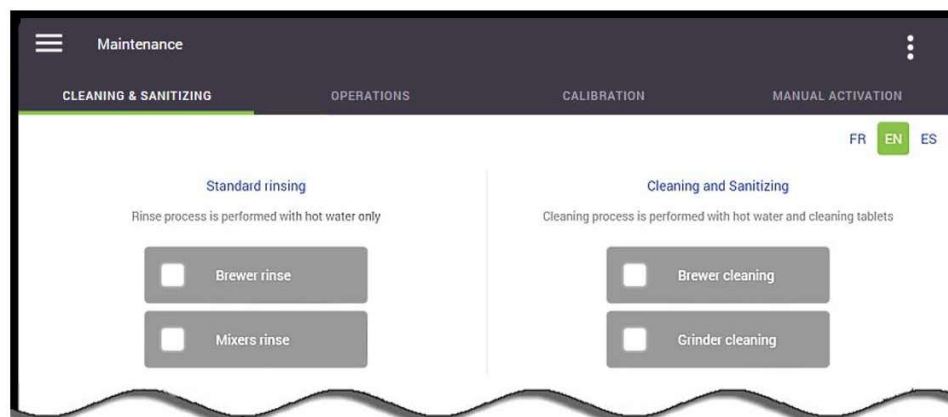 Maintenance
CLEANING & SANITIZING OPERATIONS CALIBRATION MANUAL ACTIVATION
FR EN ES
Standard rinsing
Rinse process is performed with hot water only
Brewer rinse
Mixers rinse
Cleaning and Sanitizing
Cleaning process is performed with hot water and cleaning tablets
Brewer cleaning
Grinder cleaning